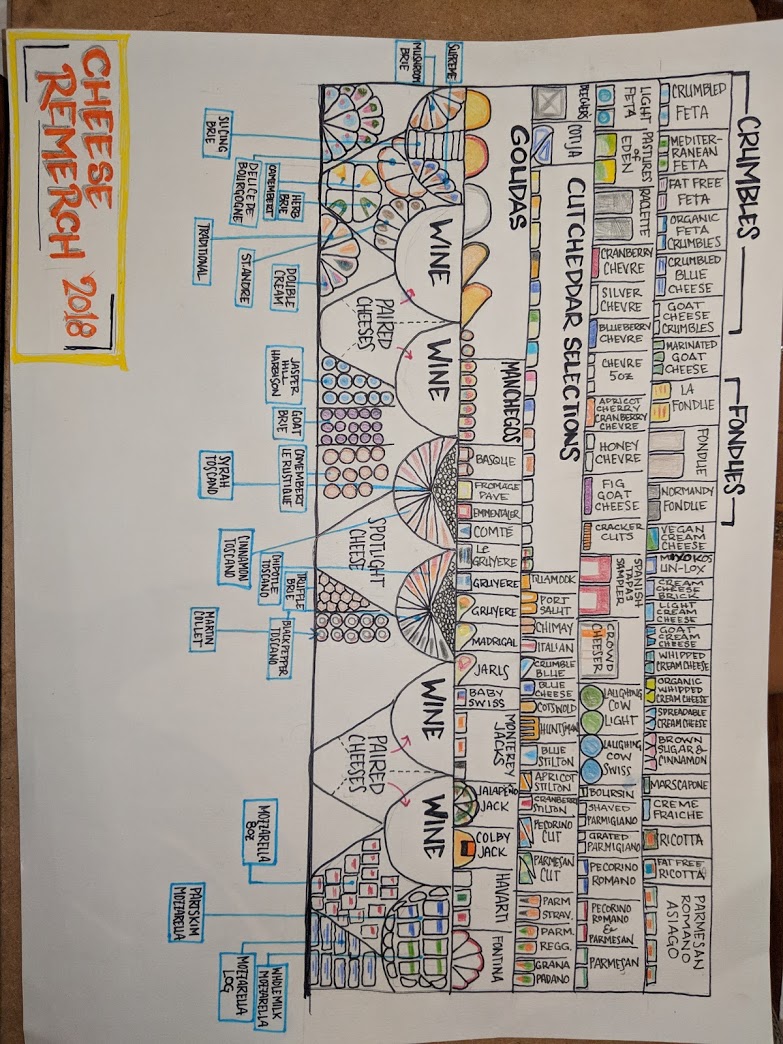 CRUMBLES
FONDUES
CRUMBLED
FETA
MEDITER-
RANEAN
FETA
FAT FREE
FETA
ORGANIC
FETA
CRUMBLES
CRUMBLED
BLUE
CHEESE
GOAT
CHEESE
CRUMBLES
MARINATED
GOAT
CHEESE
LA
FONDUE
FONDUE
NORMANDY
FONDUE
VEGAN
CREAM
CHEESE
MIYOKOS
UN-LOX
CREAM
CHEESE
BRICK
LIGHT
CREAM
CHEESE
GOAT
CREAM
CHEESE
WHIPPED
CREAM CHEESE
ORGANIC
WHIPPED
CREAM CHEESE
SPREADABLE
CREAM CHEESE
BROWN
SUGAR &
CINNAMON
MARSCAPONE
CREME
FRAICHE
RICOTTA
FAT FREE
RICOTTA
PARMESAN
ROMANO
ASIAGO
LIGHT
FETA
PASTURES
OF
EDEN
RACLETTE
CRANBERRY
CHEVRE
SILVER
CHEVRE
BLUEBERRY
CHEVRE
CHEVRE
5OZ
APRICOT
CHERRY
CRANBERRY
CHEVRE
HONEY
CHEVRE
FIG
GOAT
CHEESE
CRACKER
CUTS
SPANISH
TAPAS
SAMPLER
CROWD
CHEESER
LAUGHING
COW
LIGHT
LAUGHING
COW
SWISS
BOURSIN
SHAVED
PARMIGIANO
GRATED
PARMIGIANO
PECORINO
ROMANO
PECORINO
ROMANO
&
PARMESAN
PARMESAN
COTIJA
CUT CHEDDAR SELECTIONS
TILLAMOOK
PORT
SALUT
CHIMAY
ITALIAN
CRUMBLE
BLUE
BLUE
CHEESE
COTSWOLD
HUNTSMAN
BLUE
STILTON
APRICOT
STILTON
CRANBERRY
STILTON
PECORINO
CUT
PARMESAN
CUT
PARM
STRAV.
PARM.
REGG.
GRANA
PADANO
GOUDAS
MANCHEGOS
BASQUE
FROMAGE
PAVE
EMMENTALER
COMTE
LE
GRUYERE
GRUYERE
GRUYERE
MADRIGAL
JARLS
BABY
SWISS
MONTEREY
JACKS
JALAPEÑO
JACK
COLBY
JACK
HAVARTI
FONTINA
WINE
PAIRED
CHEESES
WINE
SPOTLIGHT
CHEESE
WINE
PAIRED
CHEESES
WINE
MUSHROOM
BRIE
SUPREME
SLICING
BRIE
DELICE DE
BOURGOGNE
HERB
BRIE
CAMEMBERT
TRADITIONAL
ST. ANDRE
DOUBLE
CREAM
JASPER
HILL
HARBISON
GOAT
BRIE
CAMEMBERT
LE RUSTIQUE
SYRAH
TOSCANO
CINNAMON
TOSCANO
CHIPOTLE
TOSCANO
TRUFFLE
BRIE
BLACKPEPPER
TOSCANO
MARTIN
COLLET
MOZZARELLA
8OZ
PARTSKIM
MOZZARELLA
MOZZARELLA
LOG
WHOLE MILK
MOZZARELLA
CHEESE
REMERCH 2018